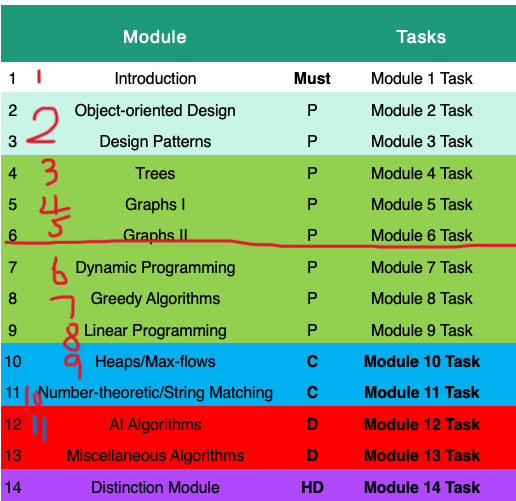 Module Tasks
1 1 Introduction Must Module 1 Task
2 Object-oriented Design P Module 2 Task
2
3 Design Patterns P Module 3 Task
4 3 Trees P Module 4 Task
5 4 Graphs I P Module 5 Task
6 5 Graphs II P Module 6 Task
7 6 Dynamic Programming P Module 7 Task
8 7 Greedy Algorithms P Module 8 Task
9 8 Linear Programming P Module 9 Task
10 9 Heaps/Max-flows C Module 10 Task
11 10 Number-theoretic/String Matching C Module 11 Task
12 11 AI Algorithms D Module 12 Task
13 Miscellaneous Algorithms D Module 13 Task
14 Distinction Module HD Module 14 Task